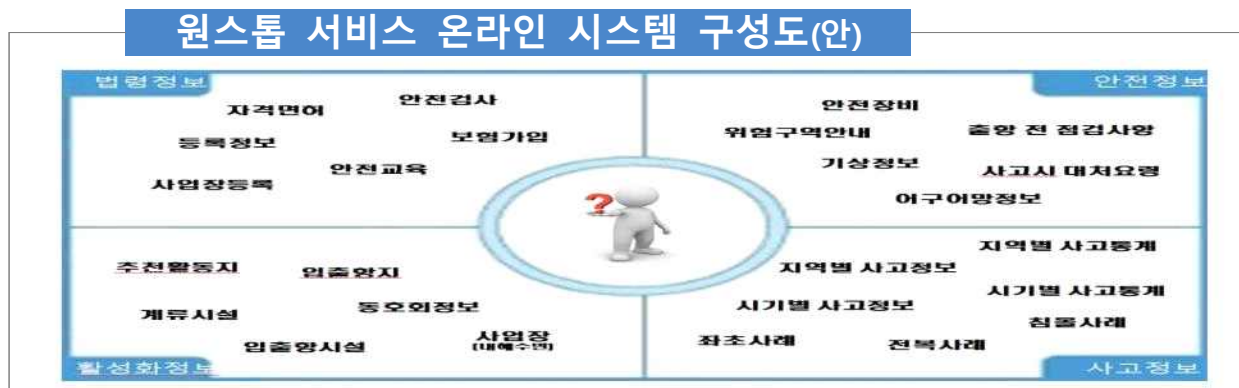 원스톱 서비스 온라인 시스템 구성도(안)
법령정보
자격면허
안전검사
등록정보
보험가입
안전교육
사업장등록
안전정보
안전장비
위험구역안내
출항 전 점검사항
기상정보
사고시 대처요령
어구어망정보
?
추천활동지
입출항지
계류시설
동호회정보
입출항시설
사업장
(내해수면)
활성화정보
지역별 사고통계
지역별 사고정보
시기별 사고통계
시기별 사고정보
침몰사례
좌초사례
전복사례
사고정보